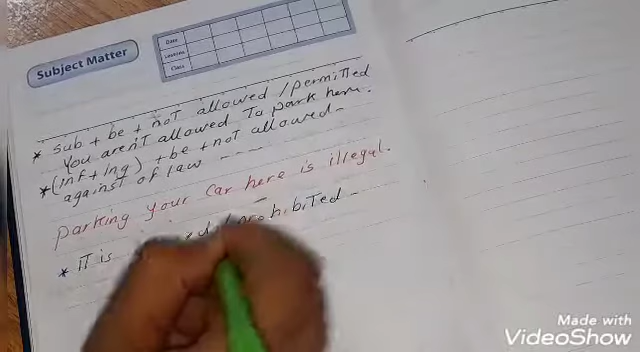 Subject Matter
Date
Lessons
Class
* sub + be + not allowed / permitted
You aren't allowed To park here.
*(inf + ing) + be + not allowed -
against of law - - - -
parking your car here is illegal.
* IT is prohibited -
Made with
VideoShow